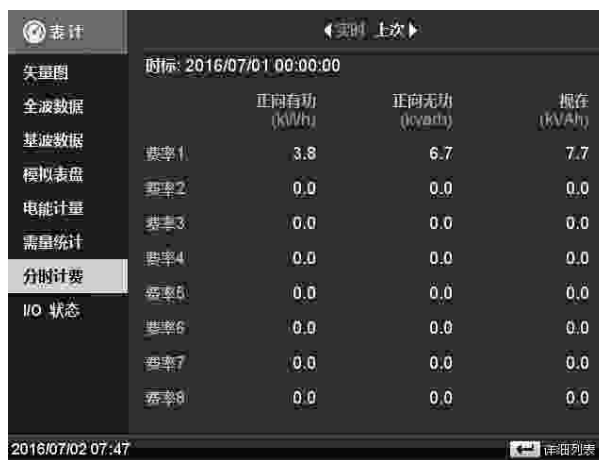 表计
实时 上次
矢量图
全波数据
基波数据
模拟表盘
电能计量
需量统计
分时计费
I/O 状态
时标: 2016/07/01 00:00:00
正向有功 正向无功 视在
(kWh) (kvarh) (kVAh)
费率1 3.8 6.7 7.7
费率2 0.0 0.0 0.0
费率3 0.0 0.0 0.0
费率4 0.0 0.0 0.0
费率5 0.0 0.0 0.0
费率6 0.0 0.0 0.0
费率7 0.0 0.0 0.0
费率8 0.0 0.0 0.0
2016/07/02 07:47 详细列表